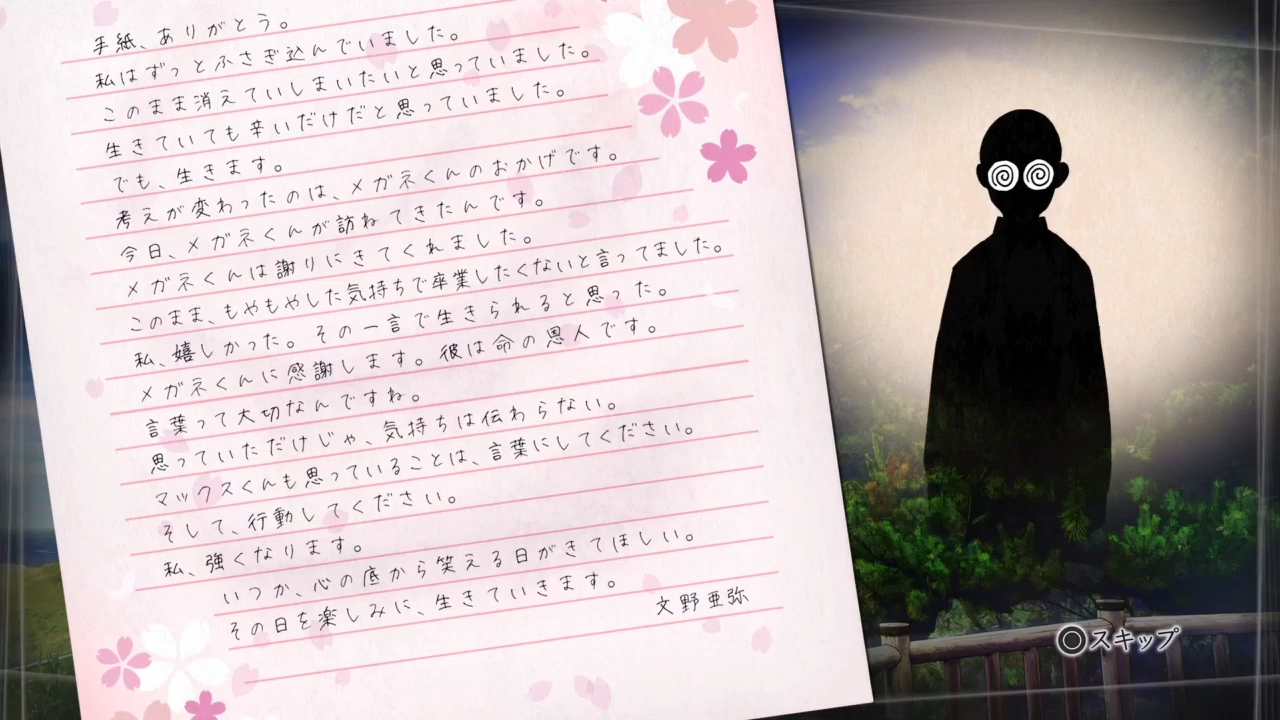 手紙、ありがとう。
私はずっとふさぎ込んでいました。
このまま消えていしまいたいと思っていました。
生きていても辛いだけだと思っていました。
でも、生きます。
考えが変わったのは、メガネくんのおかげです。
今日、メガネくんが訪ねてきたんです。
メガネくんは謝りにきてくれました。
このまま、もやもやした気持ちで卒業したくないと言ってました。
私、嬉しかった。その一言で生きられると思った。
メガネくんに感謝します。彼は命の恩人です。
言葉って大切なんですね。
思っていただけじゃ、気持ちは伝わらない。
マックスくんも思っていることは、言葉にしてください。
そして、行動してください。
私、強くなります。
いつか、心の底から笑える日がきてほしい。
その日を楽しみに、生きていきます。
文野亜弥
スキップ